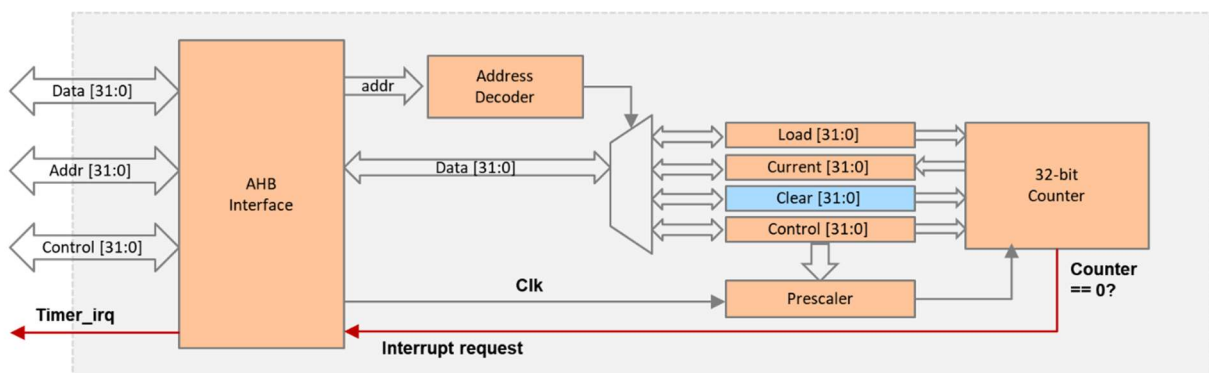 Data [31:0]
Addr [31:0]
Control [31:0]
Timer_irq
AHB
Interface
addr
Address
Decoder
Data [31:0]
Load [31:0]
Current [31:0]
Clear [31:0]
Control [31:0]
32-bit
Counter
Clk
Prescaler
Counter
== 0?
Interrupt request